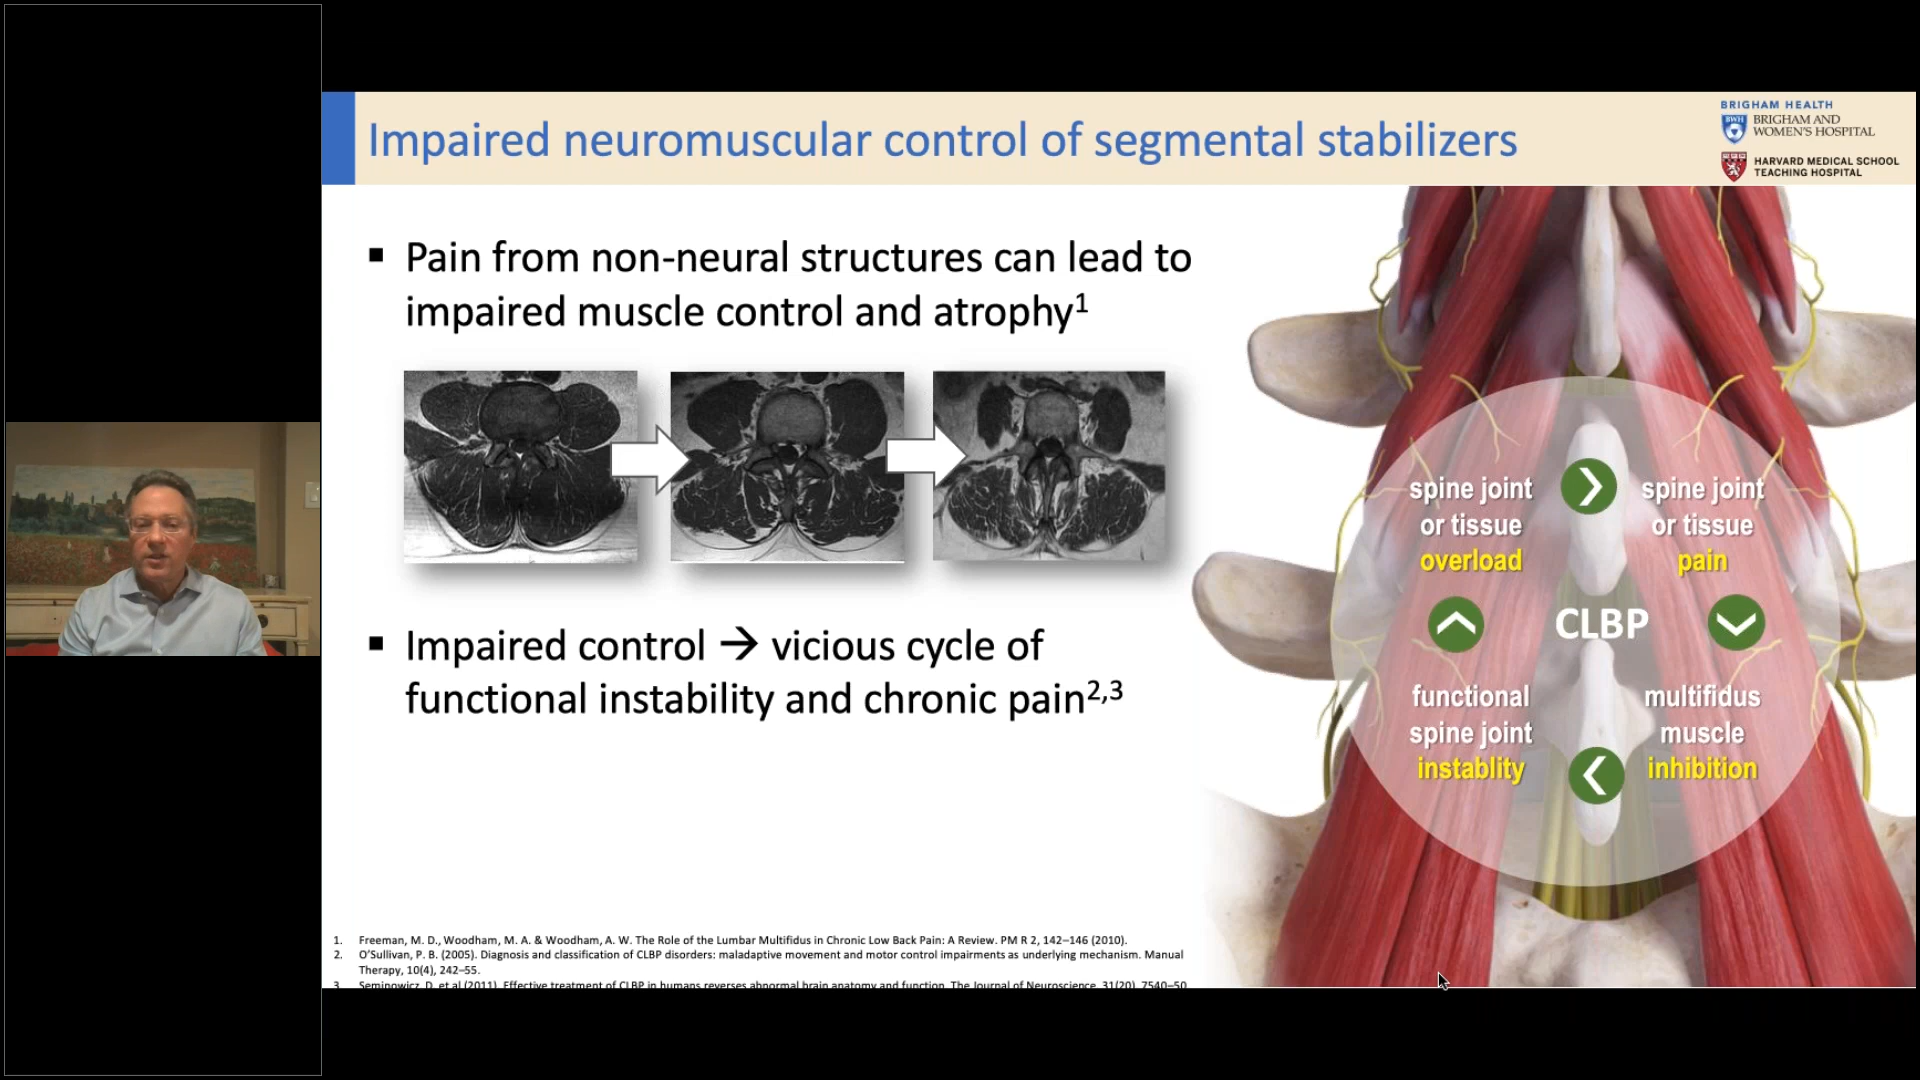 Impaired neuromuscular control of segmental stabilizers
BRIGHAM HEALTH
BWH
BRIGHAM AND
WOMEN'S HOSPITAL
HARVARD MEDICAL SCHOOL
TEACHING HOSPITAL
▪ Pain from non-neural structures can lead to
impaired muscle control and atrophy¹
▪ Impaired control → vicious cycle of
functional instability and chronic pain²,³
spine joint
or tissue
overload
spine joint
or tissue
pain
CLBP
functional
spine joint
instablity
multifidus
muscle
inhibition
1. Freeman, M. D., Woodham, M. A. & Woodham, A. W. The Role of the Lumbar Multifidus in Chronic Low Back Pain: A Review. PM R 2, 142–146 (2010).
2. O'Sullivan, P. B. (2005). Diagnosis and classification of CLBP disorders: maladaptive movement and motor control impairments as underlying mechanism. Manual
Therapy, 10(4), 242–55.
3. Seminowicz, D. et al (2011). Effective treatment of CLBP in humans reverses abnormal brain anatomy and function. The Journal of Neuroscience, 31(20), 7540–50